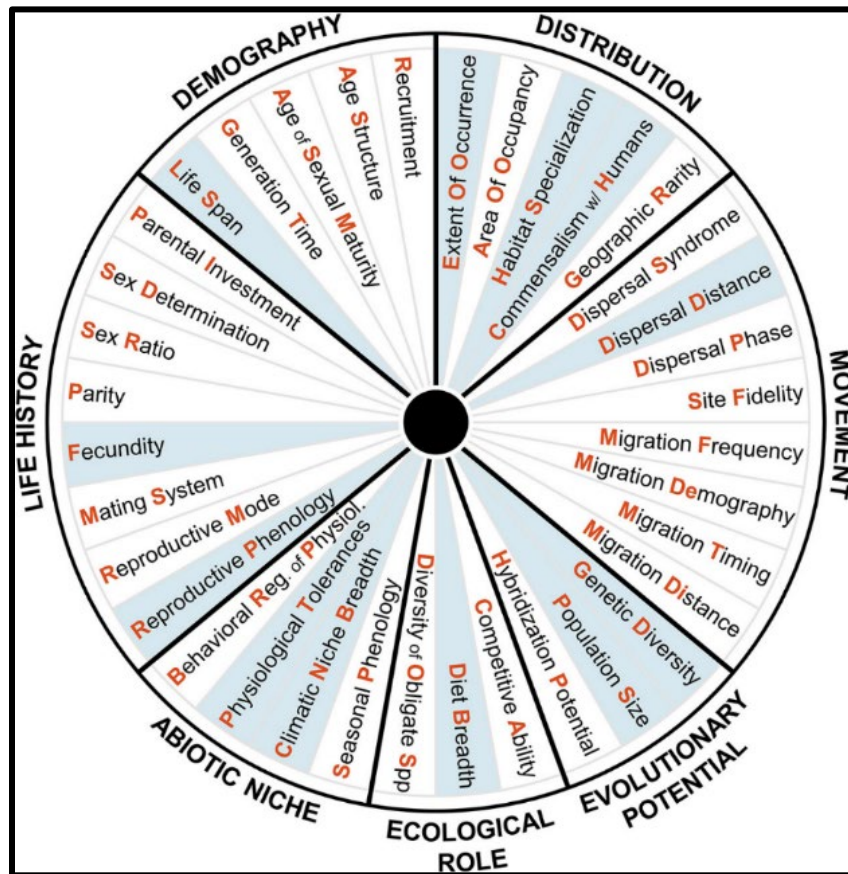 DEMOGRAPHY
Life Span
Generation Time
Age of Sexual Maturity
Age Structure
Recruitment
DISTRIBUTION
Extent Of Occurrence
Area Of Occupancy
Habitat Specialization
Commensalism w/ Humans
Geographic Rarity
MOVEMENT
Dispersal Syndrome
Dispersal Distance
Dispersal Phase
Site Fidelity
Migration Frequency
Migration Demography
Migration Timing
Migration Distance
EVOLUTIONARY
POTENTIAL
Genetic Diversity
Population Size
Hybridization Potential
ECOLOGICAL
ROLE
Competitive Ability
Diet Breadth
Diversity of Obligate Spp
ABIOTIC NICHE
Seasonal Phenology
Climatic Niche Breadth
Physiological Tolerances
Behavioral Reg. of Physiol.
LIFE HISTORY
Reproductive Phenology
Reproductive Mode
Mating System
Fecundity
Parity
Sex Ratio
Sex Determination
Parental Investment